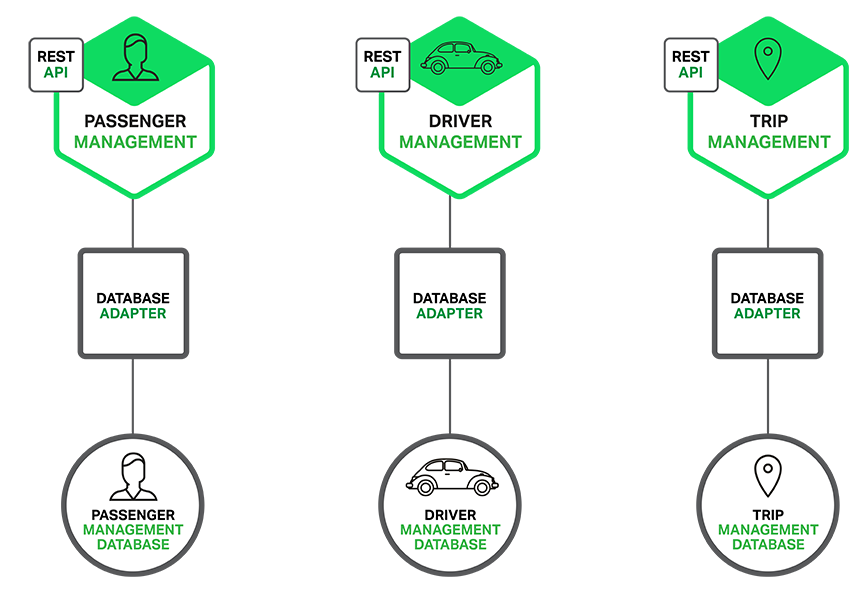 REST
API
PASSENGER
MANAGEMENT
REST
API
DRIVER
MANAGEMENT
REST
API
TRIP
MANAGEMENT
DATABASE
ADAPTER
DATABASE
ADAPTER
DATABASE
ADAPTER
PASSENGER
MANAGEMENT
DATABASE
DRIVER
MANAGEMENT
DATABASE
TRIP
MANAGEMENT
DATABASE